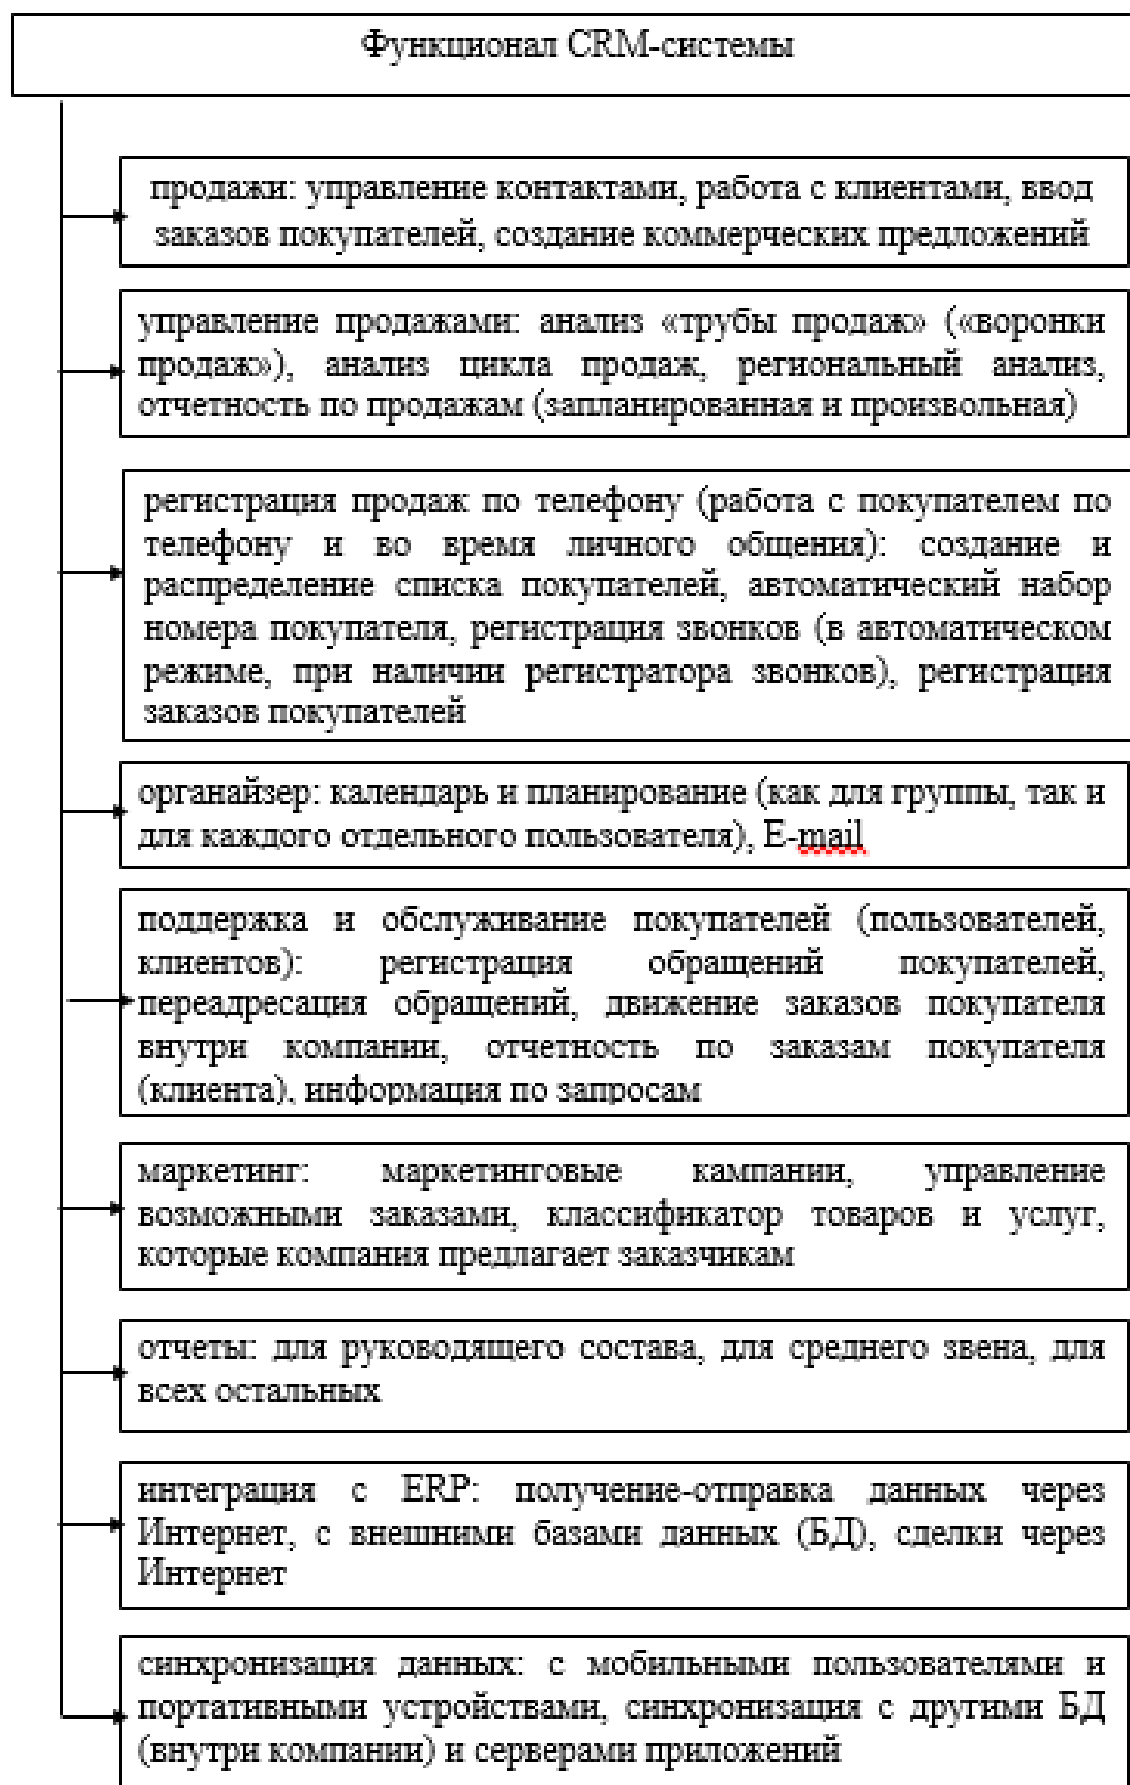 Функционал CRM-системы
продажи: управление контактами, работа с клиентами, ввод
заказов покупателей, создание коммерческих предложений
управление продажами: анализ «трубы продаж» («воронки
продаж»), анализ цикла продаж, региональный анализ,
отчетность по продажам (запланированная и произвольная)
регистрация продаж по телефону (работа с покупателем по
телефону и во время личного общения): создание и
распределение списка покупателей, автоматический набор
номера покупателя, регистрация звонков (в автоматическом
режиме, при наличии регистратора звонков), регистрация
заказов покупателей
органайзер: календарь и планирование (как для группы, так и
для каждого отдельного пользователя), E-mail
поддержка и обслуживание покупателей (пользователей,
клиентов): регистрация обращений покупателей,
переадресация обращений, движение заказов покупателя
внутри компании, отчетность по заказам покупателя
(клиента), информация по запросам
маркетинг: маркетинговые кампании, управление
возможными заказами, классификатор товаров и услуг,
которые компания предлагает заказчикам
отчеты: для руководящего состава, для среднего звена, для
всех остальных
интеграция с ERP: получение-отправка данных через
Интернет, с внешними базами данных (БД), сделки через
Интернет
синхронизация данных: с мобильными пользователями и
портативными устройствами, синхронизация с другими БД
(внутри компании) и серверами приложений